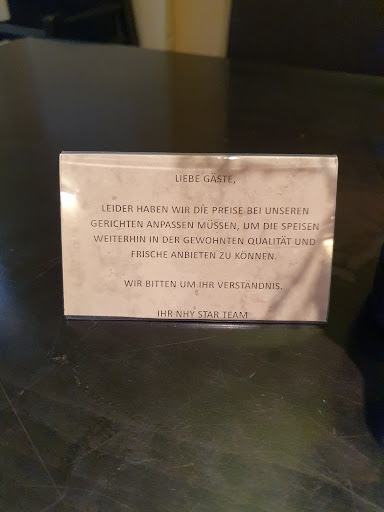 LIEBE GÄSTE,
LEIDER HABEN WIR DIE PREISE BEI UNSEREN
GERICHTEN ANPASSEN MÜSSEN, UM DIE SPEISEN
WEITERHIN IN DER GEWOHNTEN QUALITÄT UND
FRISCHE ANBIETEN ZU KÖNNEN.
WIR BITTEN UM IHR VERSTÄNDNIS.
IHR NHY STAR TEAM